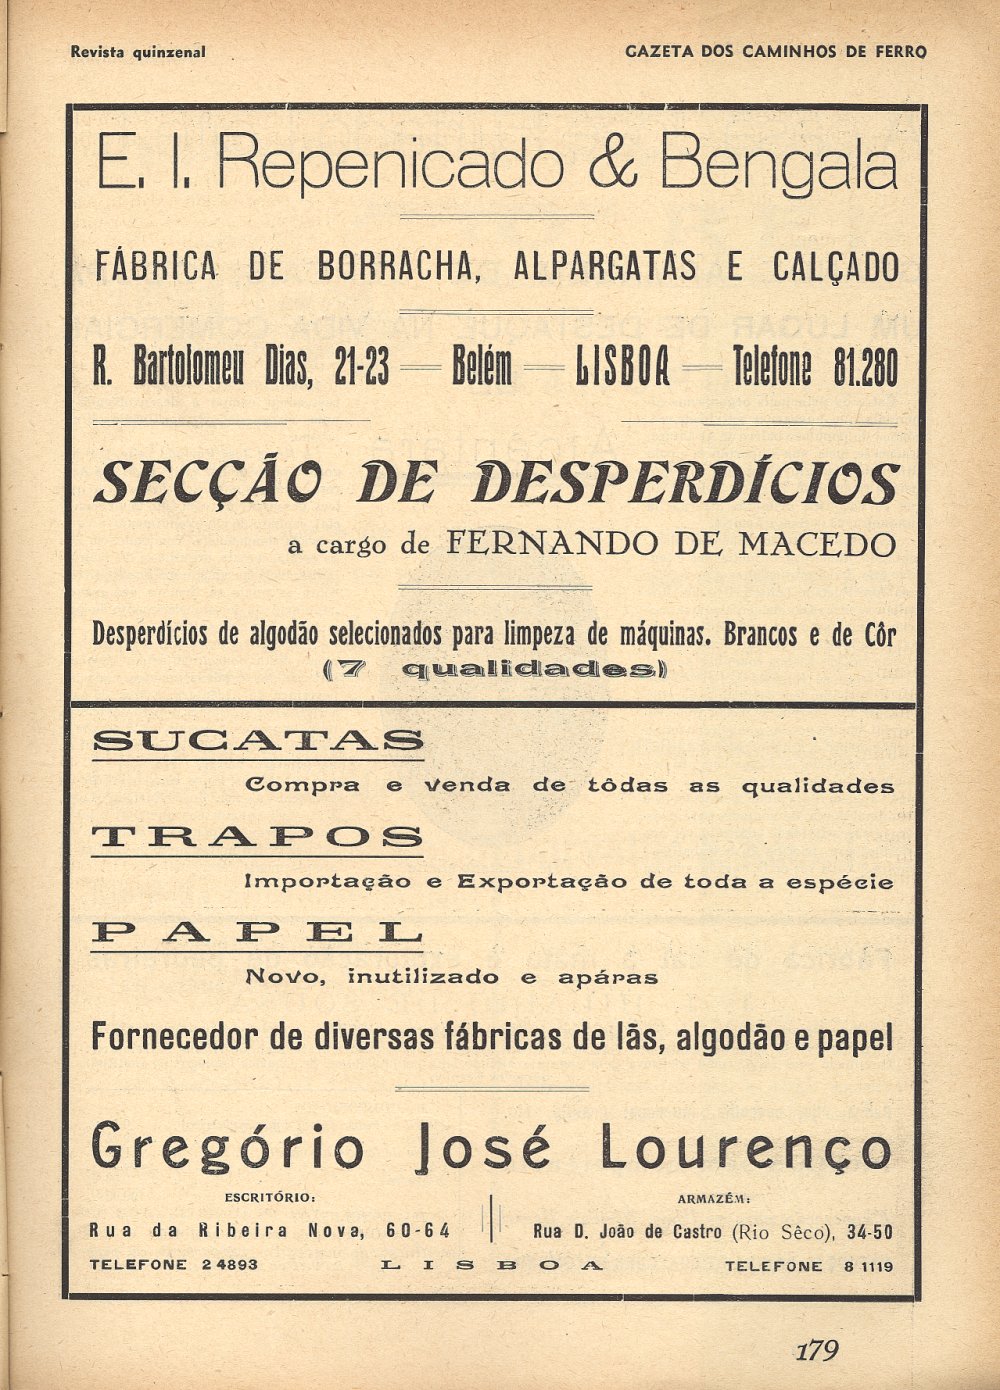 Revista quinzenal GAZETA DOS CAMINHOS DE FERRO
E. I. Repenicado & Bengala
FÁBRICA DE BORRACHA, ALPARGATAS E CALÇADO
R. Bartolomeu Dias, 21-23 — Belém — LISBOA — Telefone 81.280
SECÇÃO DE DESPERDÍCIOS
a cargo de FERNANDO DE MACEDO
Desperdícios de algodão selecionados para limpeza de máquinas. Brancos e de Côr
(7 qualidades)
SUCATAS
Compra e venda de tôdas as qualidades
TRAPOS
Importação e Exportação de toda a espécie
PAPEL
Novo, inutilizado e apáras
Fornecedor de diversas fábricas de lãs, algodão e papel
Gregório José Lourenço
ESCRITÓRIO: ARMAZÉM:
Rua da Ribeira Nova, 60-64 Rua D. João de Castro (Rio Sêco), 34-50
TELEFONE 24893 LISBOA TELEFONE 81119
179